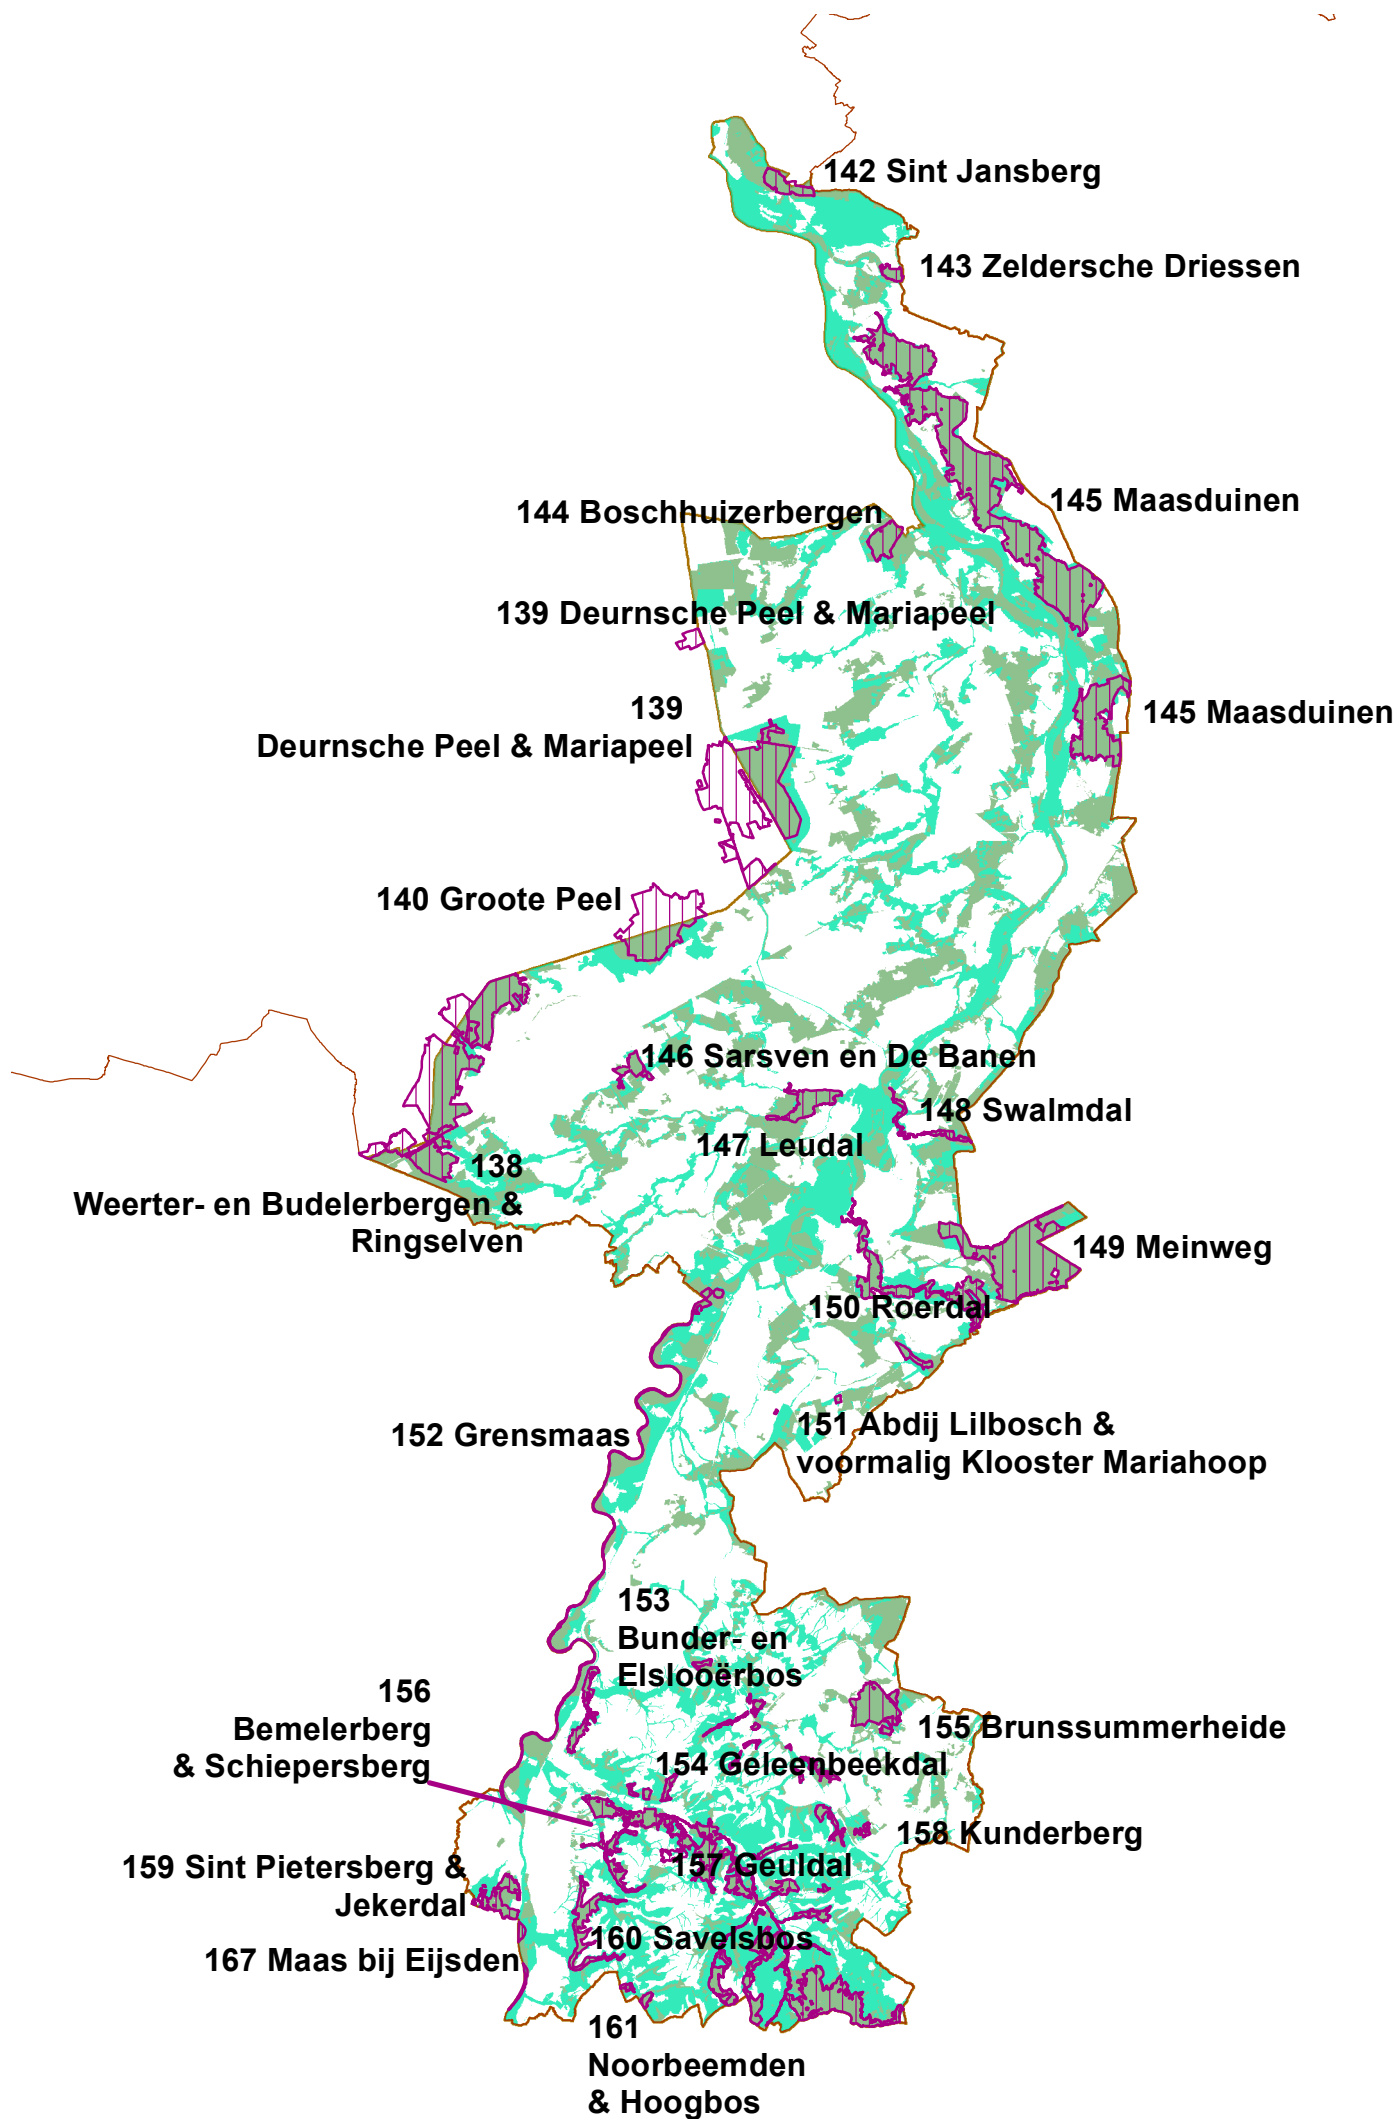 142 Sint Jansberg
143 Zeldersche Driessen
145 Maasduinen
144 Boschhuizerbergen
139 Deurnsche Peel & Mariapeel
139
Deurnsche Peel & Mariapeel
145 Maasduinen
140 Groote Peel
146 Sarsven en De Banen
148 Swalmdal
147 Leudal
138
Weerter- en Budelerbergen &
Ringselven
149 Meinweg
150 Roerdal
151 Abdij Lilbosch &
voormalig Klooster Mariahoop
152 Grensmaas
153
Bunder- en
Elslooërbos
156
Bemelerberg
& Schiepersberg
155 Brunssummerheide
154 Geleenbeekdal
158 Kunderberg
157 Geuldal
159 Sint Pietersberg &
Jekerdal
160 Savelsbos
167 Maas bij Eijsden
161
Noorbeemden
& Hoogbos